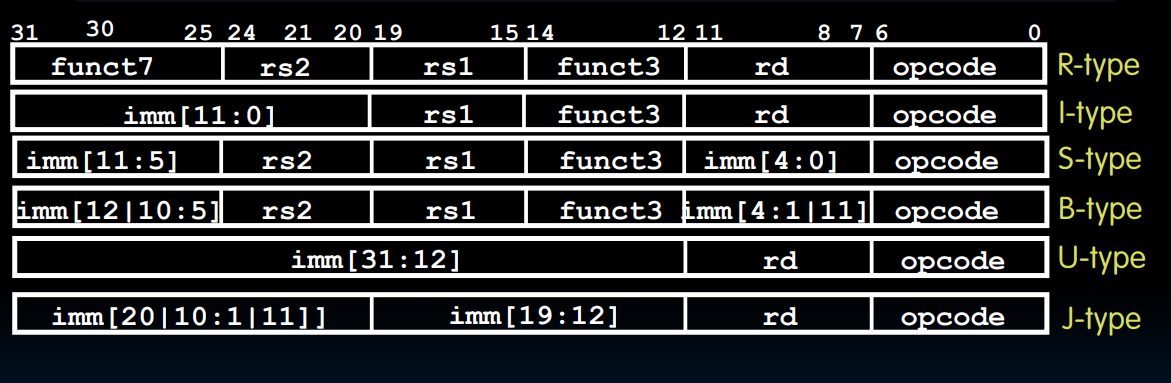 31 30 25 24 21 20 19 15 14 12 11 8 7 6 0
funct7 rs2 rs1 funct3 rd opcode R-type
imm[11:0] rs1 funct3 rd opcode I-type
imm[11:5] rs2 rs1 funct3 imm[4:0] opcode S-type
imm[12|10:5] rs2 rs1 funct3 imm[4:1|11] opcode B-type
imm[31:12] rd opcode U-type
imm[20|10:1|11]] imm[19:12] rd opcode J-type